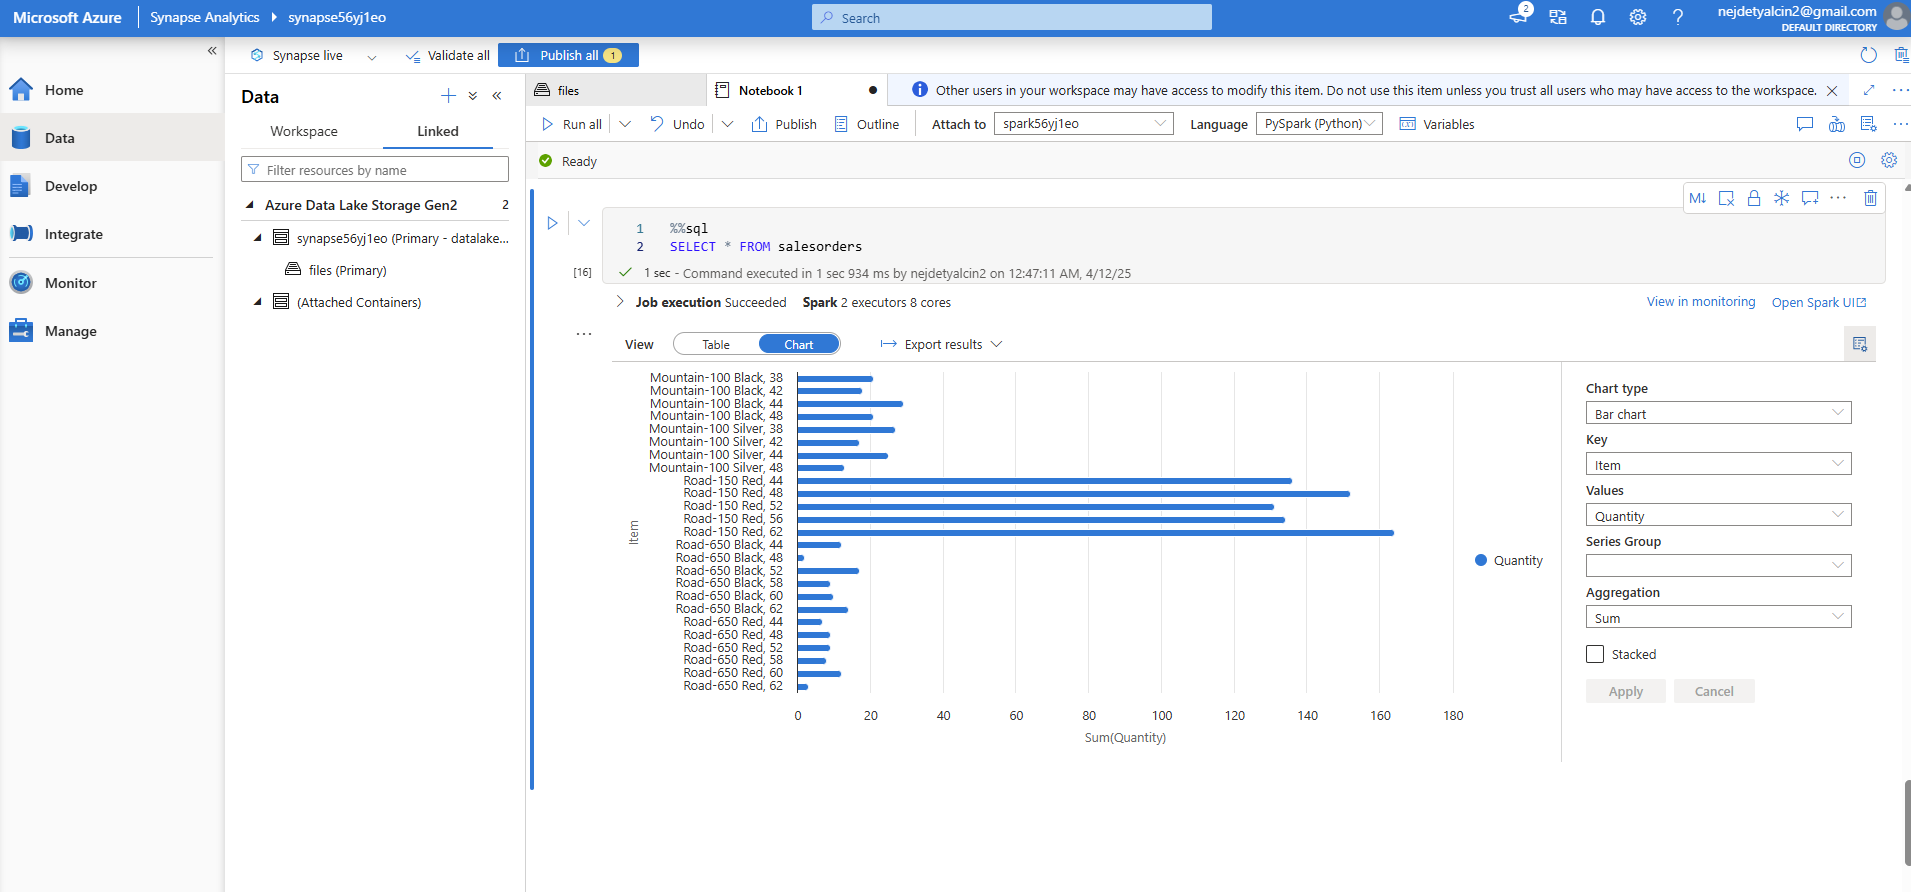 Microsoft Azure
Synapse Analytics
synapse56yj1eo
Search
2
nejdetyalcin2@gmail.com
DEFAULT DIRECTORY
Home
Data
Develop
Integrate
Monitor
Manage
Synapse live
Validate all
Publish all 1
Data
Workspace
Linked
Filter resources by name
Azure Data Lake Storage Gen2 2
synapse56yj1eo (Primary - datalake...
files (Primary)
(Attached Containers)
files
Notebook 1
Other users in your workspace may have access to modify this item. Do not use this item unless you trust all users who may have access to the workspace.
Run all
Undo
Publish
Outline
Attach to
spark56yj1eo
Language
PySpark (Python)
Variables
Ready
M↓
1 %%sql
2 SELECT * FROM salesorders
[16]
1 sec - Command executed in 1 sec 934 ms by nejdetyalcin2 on 12:47:11 AM, 4/12/25
Job execution Succeeded Spark 2 executors 8 cores
View in monitoring
Open Spark UI
View
Table
Chart
Export results
Mountain-100 Black, 38
Mountain-100 Black, 42
Mountain-100 Black, 44
Mountain-100 Black, 48
Mountain-100 Silver, 38
Mountain-100 Silver, 42
Mountain-100 Silver, 44
Mountain-100 Silver, 48
Road-150 Red, 44
Road-150 Red, 48
Road-150 Red, 52
Road-150 Red, 56
Road-150 Red, 62
Road-650 Black, 44
Road-650 Black, 48
Road-650 Black, 52
Road-650 Black, 58
Road-650 Black, 60
Road-650 Black, 62
Road-650 Red, 44
Road-650 Red, 48
Road-650 Red, 52
Road-650 Red, 58
Road-650 Red, 60
Road-650 Red, 62
Item
0 20 40 60 80 100 120 140 160 180
Sum(Quantity)
Quantity
Chart type
Bar chart
Key
Item
Values
Quantity
Series Group
Aggregation
Sum
Stacked
Apply
Cancel